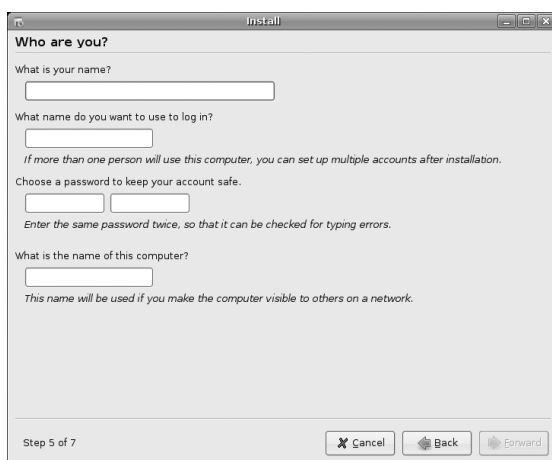 Install
Who are you?
What is your name?
What name do you want to use to log in?
If more than one person will use this computer, you can set up multiple accounts after installation.
Choose a password to keep your account safe.
Enter the same password twice, so that it can be checked for typing errors.
What is the name of this computer?
This name will be used if you make the computer visible to others on a network.
Step 5 of 7
Cancel
Back
Forward